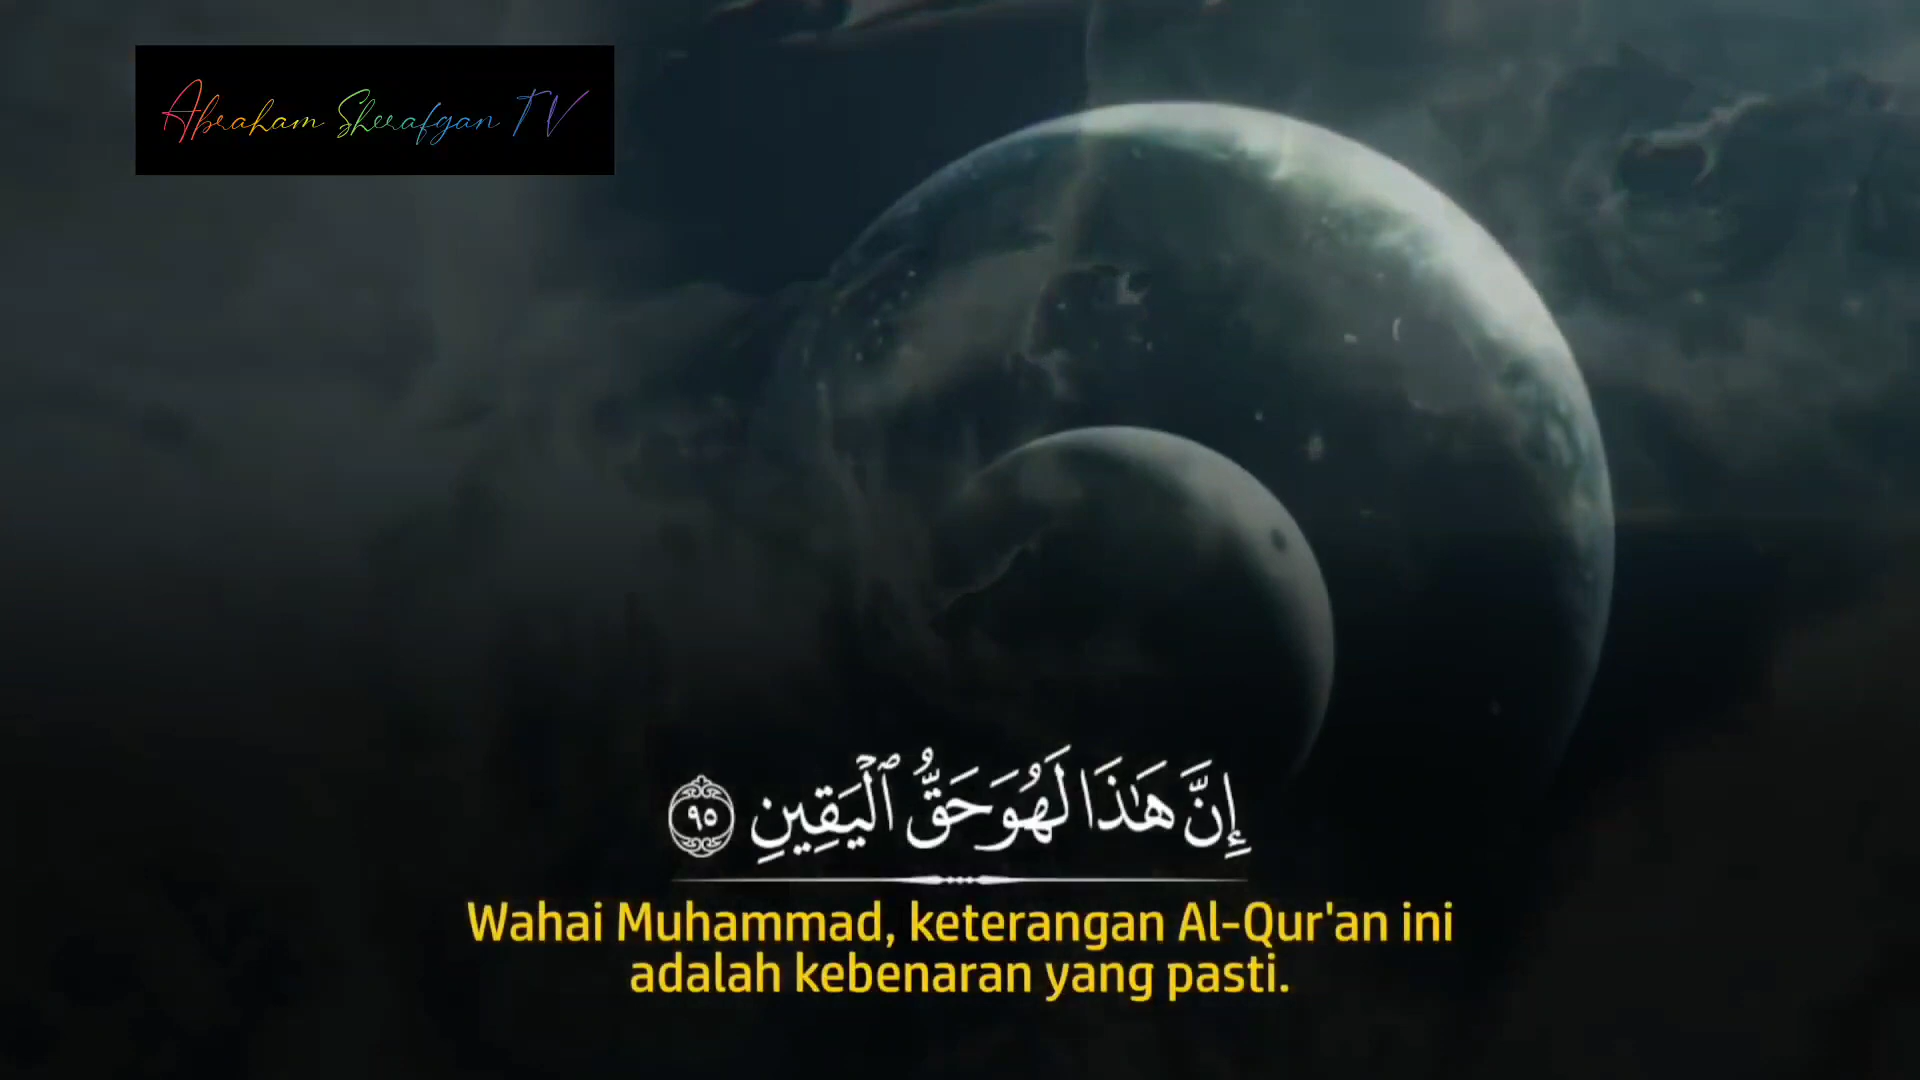 Abraham Sherafgan TV
إِنَّ هَـٰذَا لَهُوَ حَقُّ ٱلْيَقِينِ ٩٥
Wahai Muhammad, keterangan Al-Qur'an ini
adalah kebenaran yang pasti.